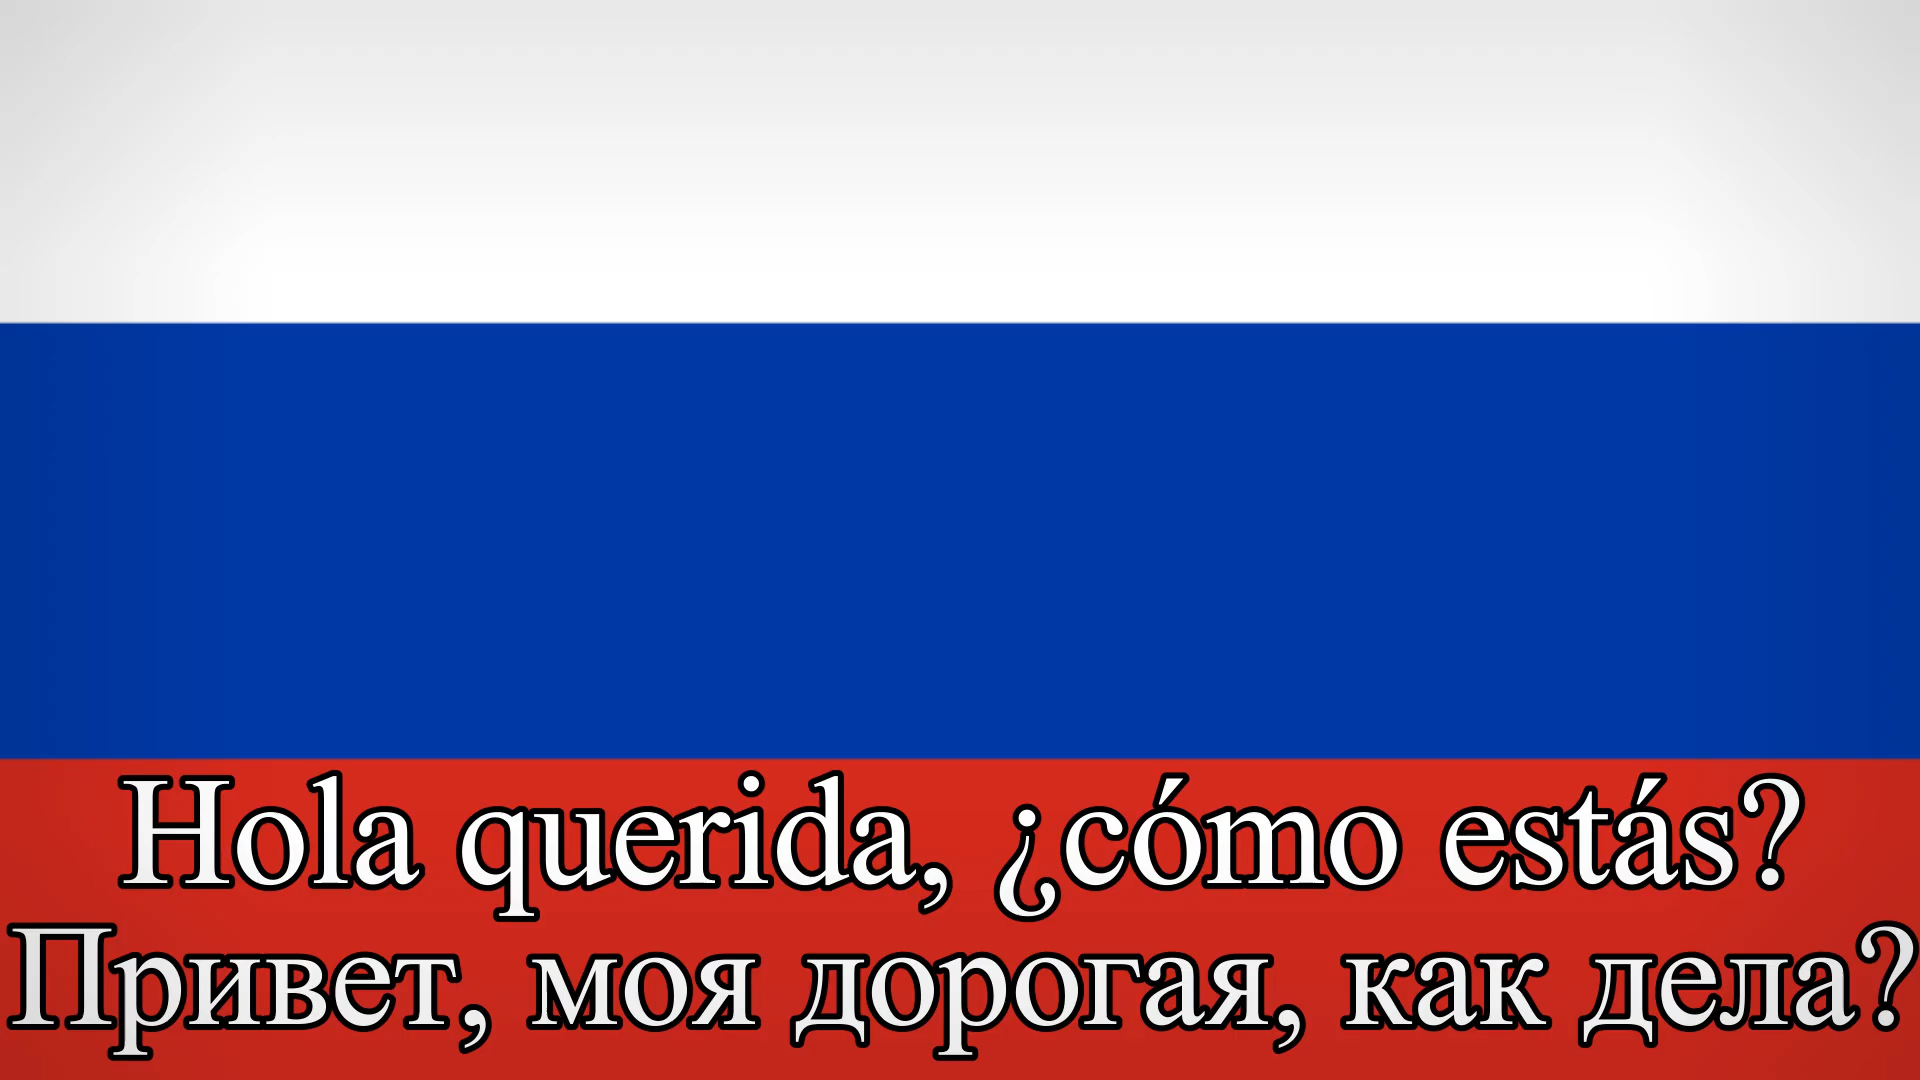 Hola querida, ¿cómo estás?
Привет, моя дорогая, как дела?